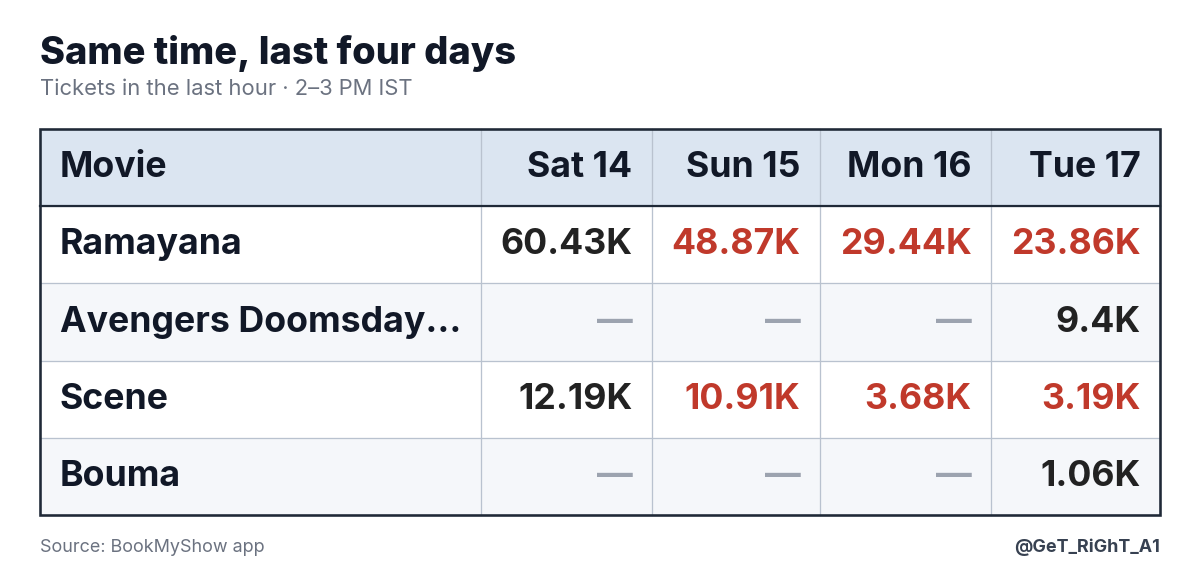 Same time, last four days
Tickets in the last hour · 2–3 PM IST
Movie Sat 14 Sun 15 Mon 16 Tue 17
Ramayana 60.43K 48.87K 29.44K 23.86K
Avengers Doomsday... — — — 9.4K
Scene 12.19K 10.91K 3.68K 3.19K
Bouma — — — 1.06K
Source: BookMyShow app @GeT_RiGhT_A1